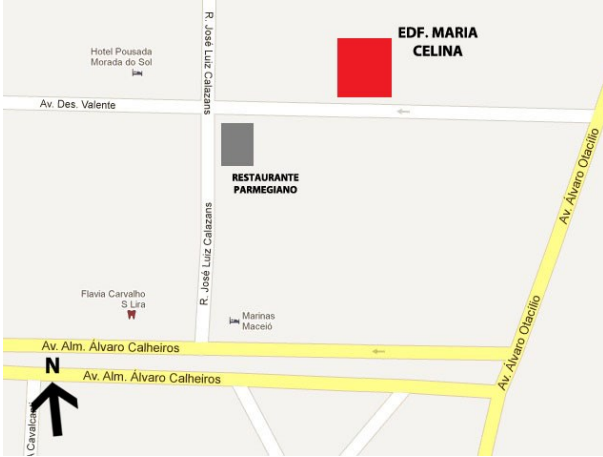 R. José Luiz Calazans
EDF. MARIA
CELINA
Hotel Pousada
Morada do Sol
Av. Des. Valente
RESTAURANTE
PARMEGIANO
Av. Álvaro Otacílio
R. José Luiz Calazans
Flavia Carvalho
S Lira
Marinas
Maceió
Av. Álvaro Otacílio
Av. Alm. Álvaro Calheiros
N
Av. Alm. Álvaro Calheiros